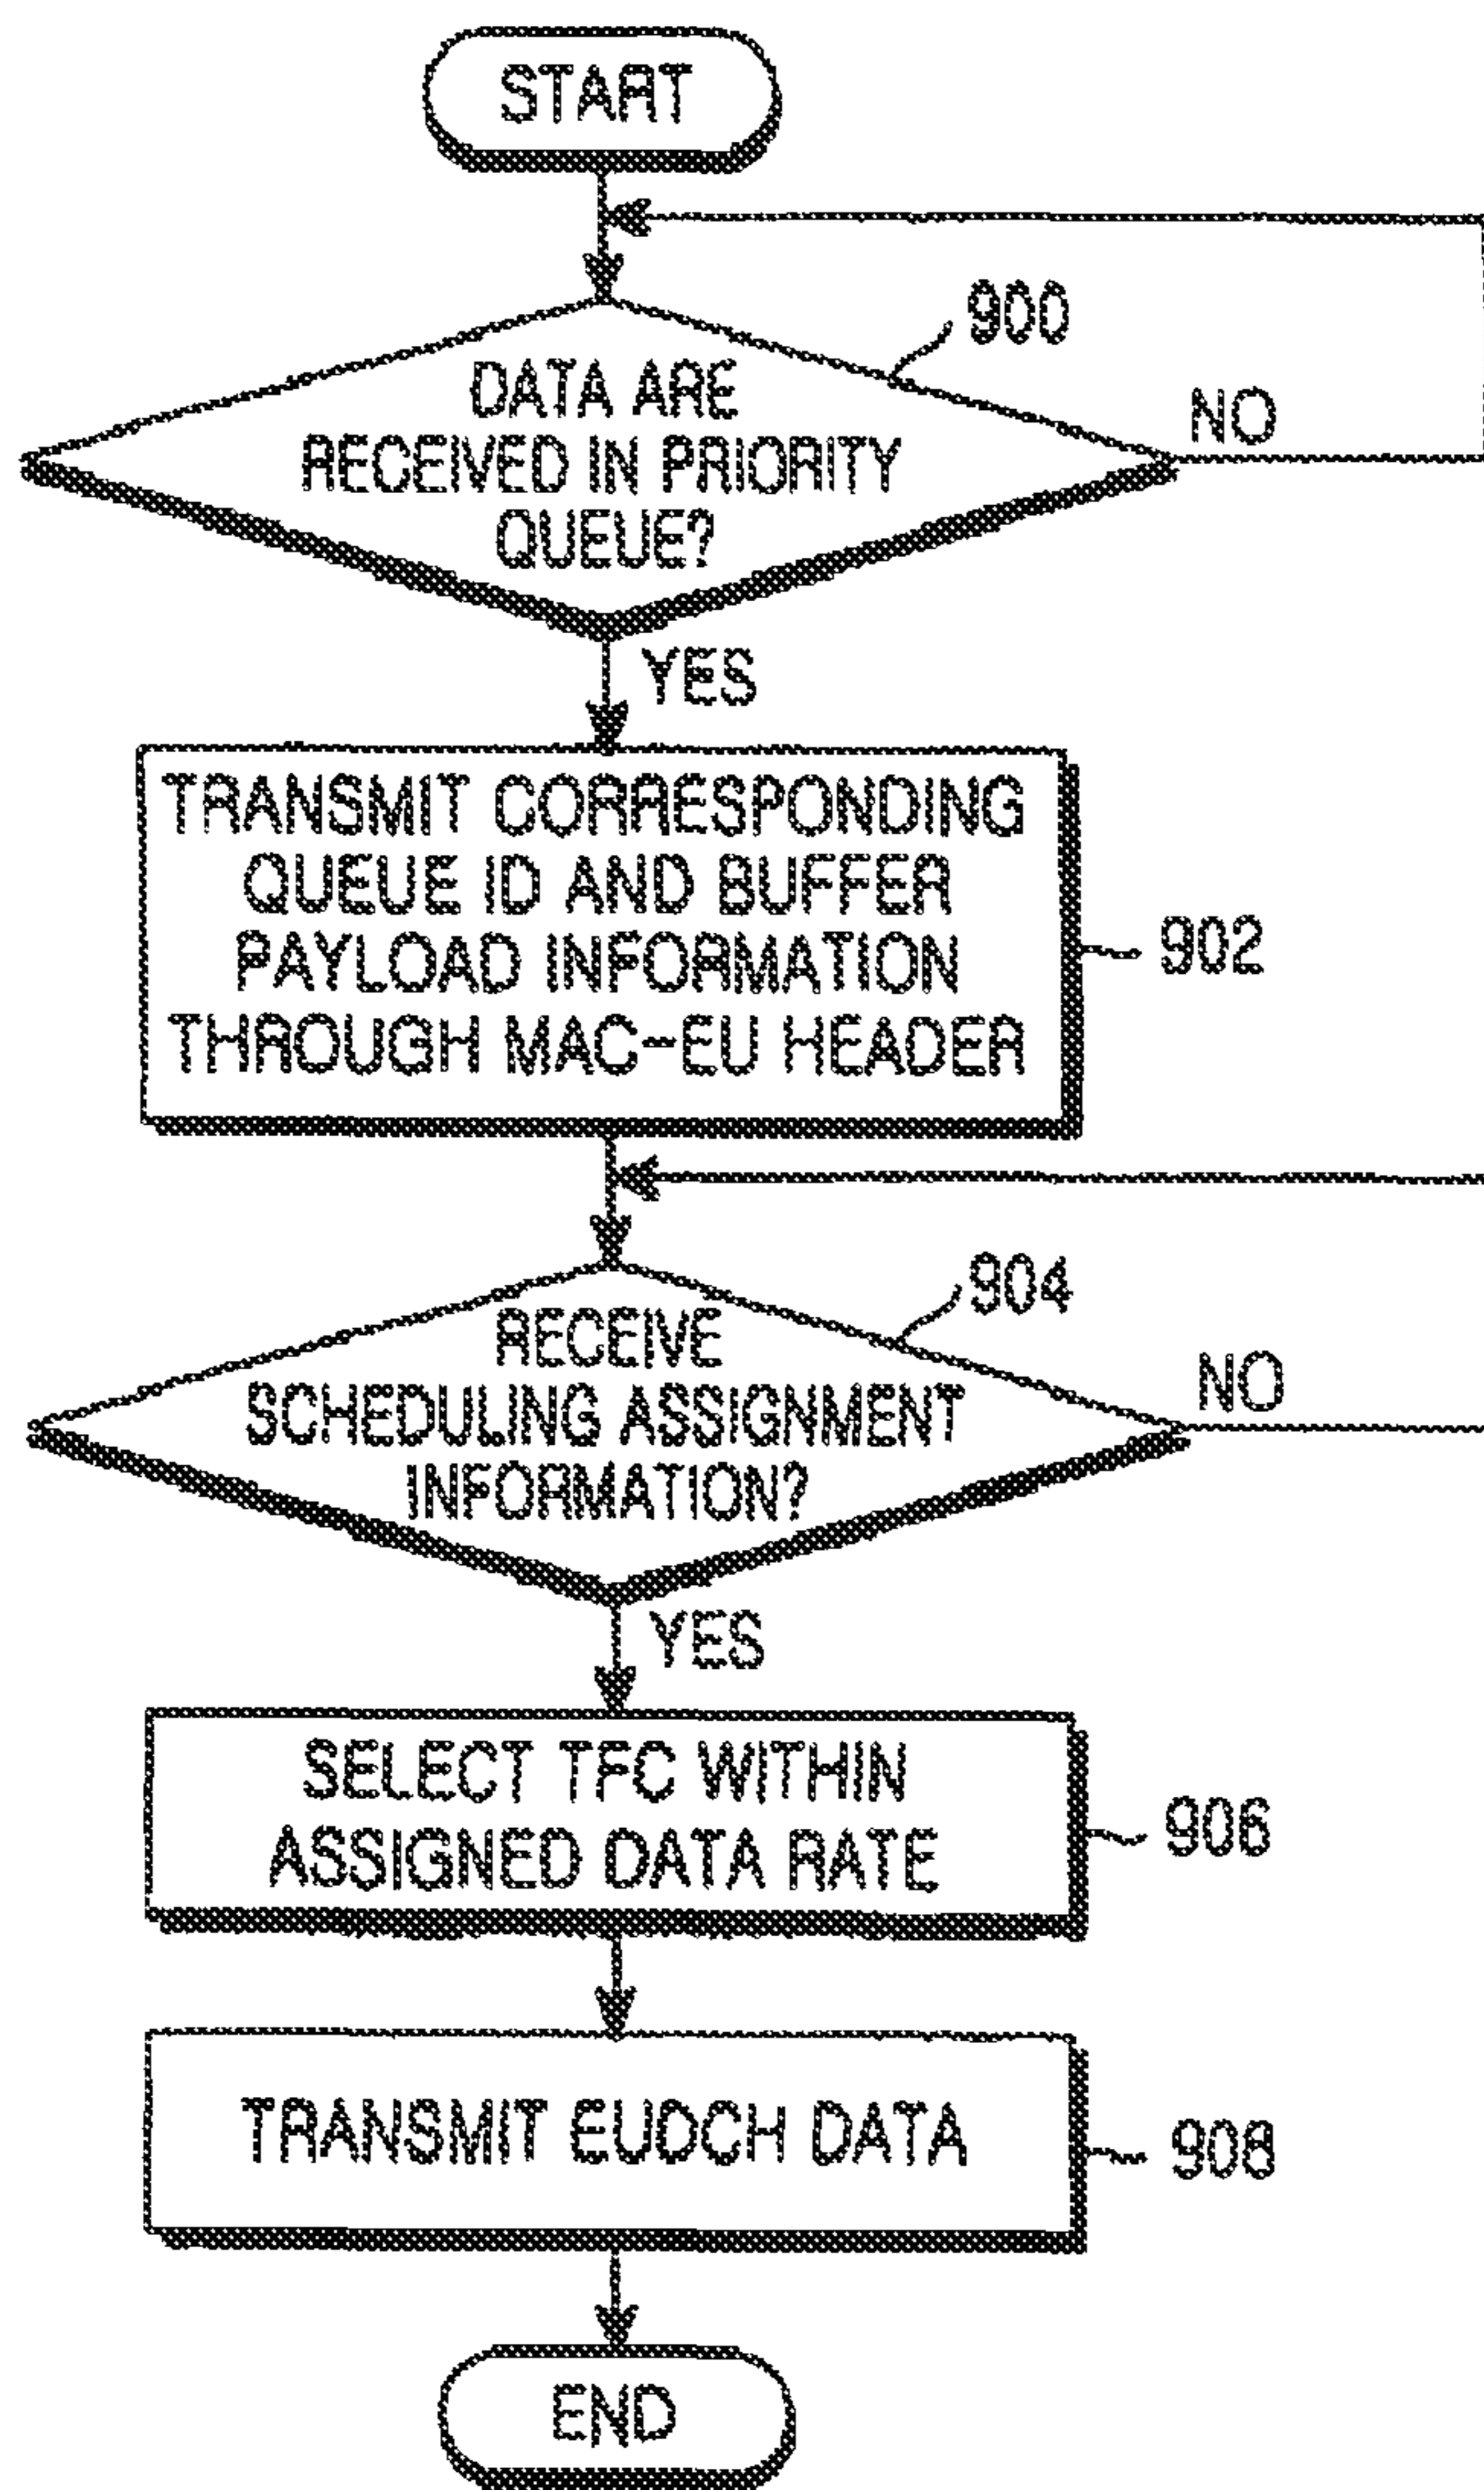 START
900
DATA ARE
RECEIVED IN PRIORITY
QUEUE?
NO
YES
TRANSMIT CORRESPONDING
QUEUE ID AND BUFFER
PAYLOAD INFORMATION
THROUGH MAC-EU HEADER
902
904
RECEIVE
SCHEDULING ASSIGNMENT
INFORMATION?
NO
YES
SELECT TFC WITHIN
ASSIGNED DATA RATE
906
TRANSMIT EUDCH DATA
908
END